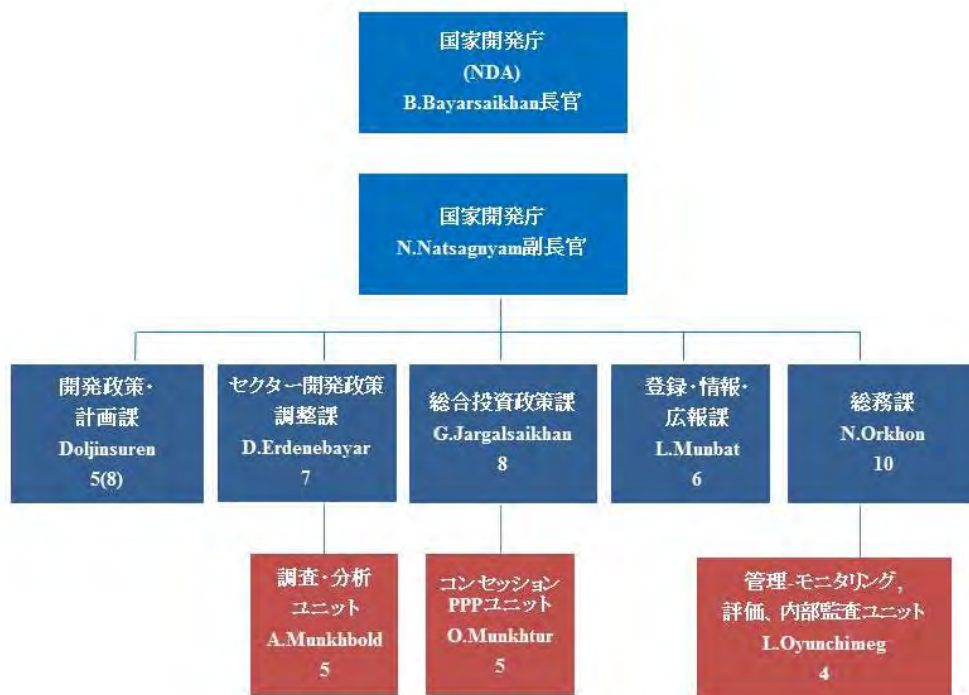 国家開発庁
(NDA)
B.Bayarsaikhan長官
国家開発庁
N.Natsagnyam副長官
開発政策・
計画課
Doljinsuren
5(8)
セクター開発政策
調整課
D.Erdenebayar
7
総合投資政策課
G.Jargalsaikhan
8
登録・情報・
広報課
L.Munbat
6
総務課
N.Orkhon
10
調査・分析
ユニット
A.Munkhbold
5
コンセッション
PPPユニット
O.Munkhtur
5
管理-モニタリング,
評価、内部監査ユニット
L.Oyunchimeg
4